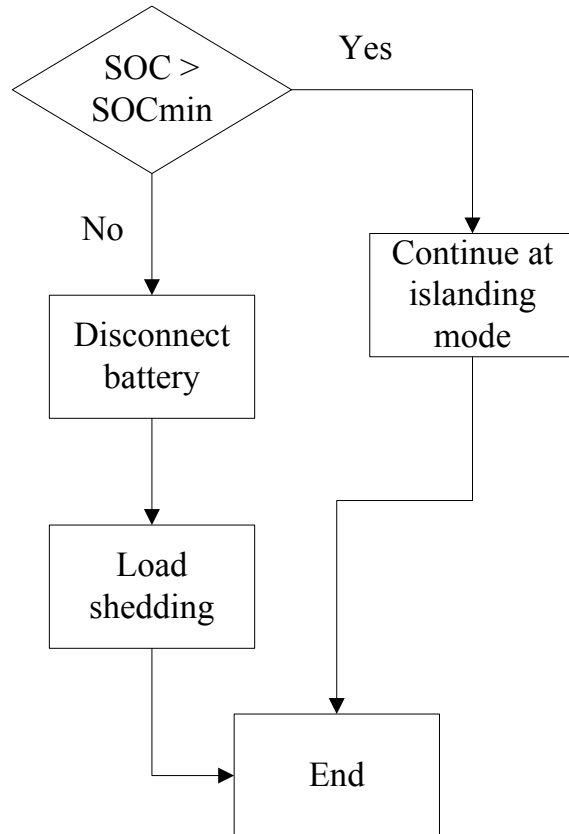 SOC >
SOCmin
Yes
No
Continue at
islanding
mode
Disconnect
battery
Load
shedding
End